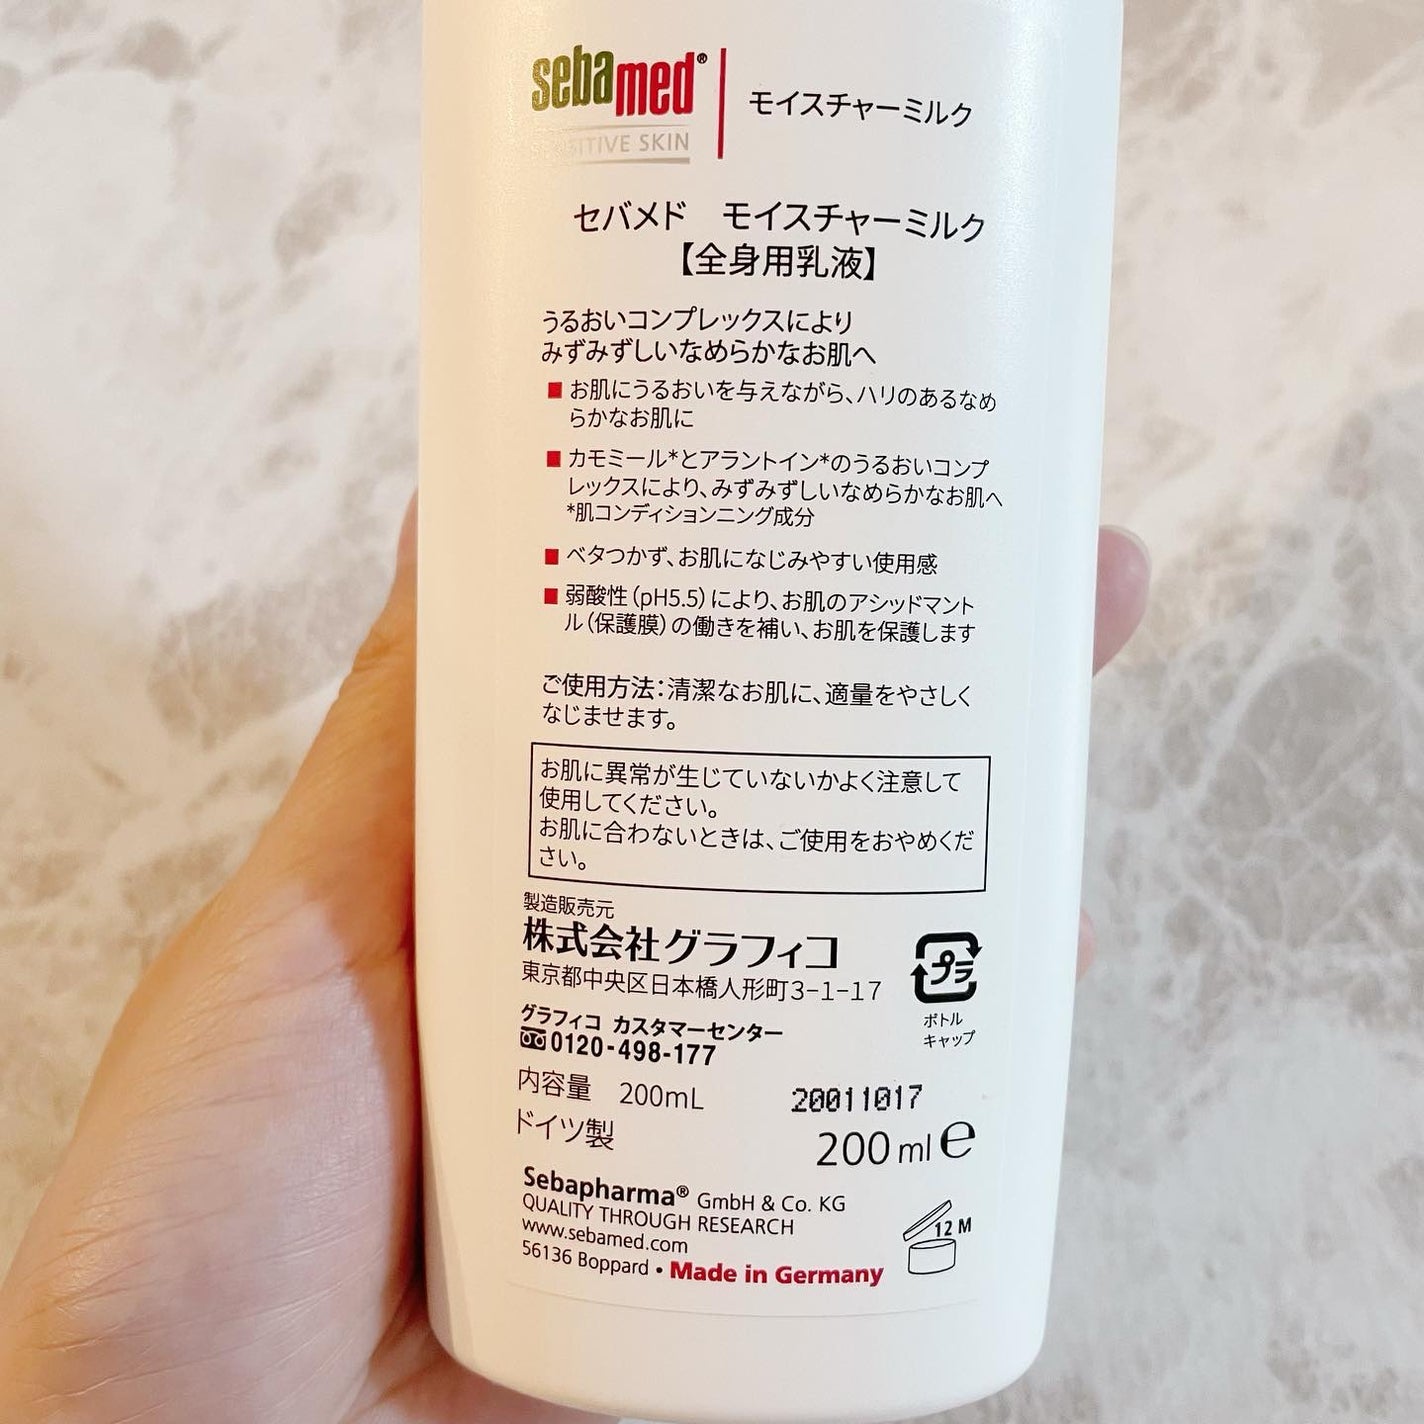 sebamed®
SENSITIVE SKIN
モイスチャーミルク
セバメド　モイスチャーミルク
【全身用乳液】
うるおいコンプレックスにより
みずみずしいなめらかなお肌へ
■ お肌にうるおいを与えながら、ハリのあるなめ
らかなお肌に
■ カモミール*とアラントイン*のうるおいコンプ
レックスにより、みずみずしいなめらかなお肌へ
*肌コンディションニング成分
■ ベタつかず、お肌になじみやすい使用感
■ 弱酸性（pH5.5）により、お肌のアシッドマント
ル（保護膜）の働きを補い、お肌を保護します
ご使用方法：清潔なお肌に、適量をやさしく
なじませます。
お肌に異常が生じていないかよく注意して
使用してください。
お肌に合わないときは、ご使用をおやめくだ
さい。
製造販売元
株式会社グラフィコ
東京都中央区日本橋人形町3-1-17
グラフィコ カスタマーセンター
0120-498-177
プラ
ボトル
キャップ
内容量　200mL
20011017
ドイツ製
200 ml ℮
Sebapharma® GmbH & Co. KG
QUALITY THROUGH RESEARCH
www.sebamed.com
56136 Boppard • Made in Germany
12 M